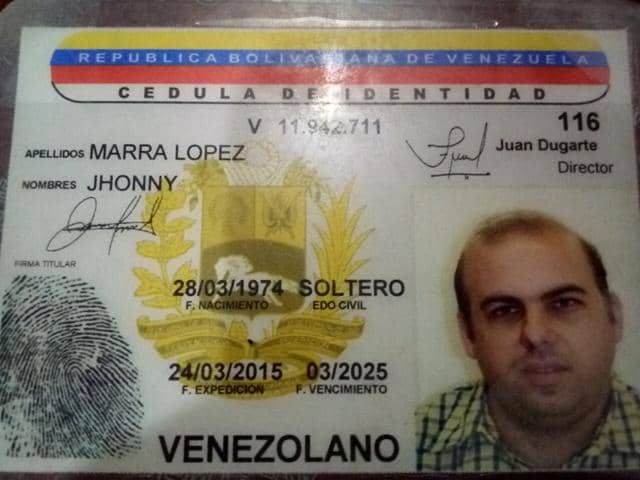 REPUBLICA BOLIVARIANA DE VENEZUELA
CEDULA DE IDENTIDAD
V 11.942.711
116
APELLIDOS MARRA LOPEZ
Juan Dugarte
Director
NOMBRES JHONNY
FIRMA TITULAR
28/03/1974 SOLTERO
F. NACIMIENTO EDO CIVIL
24/03/2015 03/2025
F. EXPEDICION F. VENCIMIENTO
VENEZOLANO